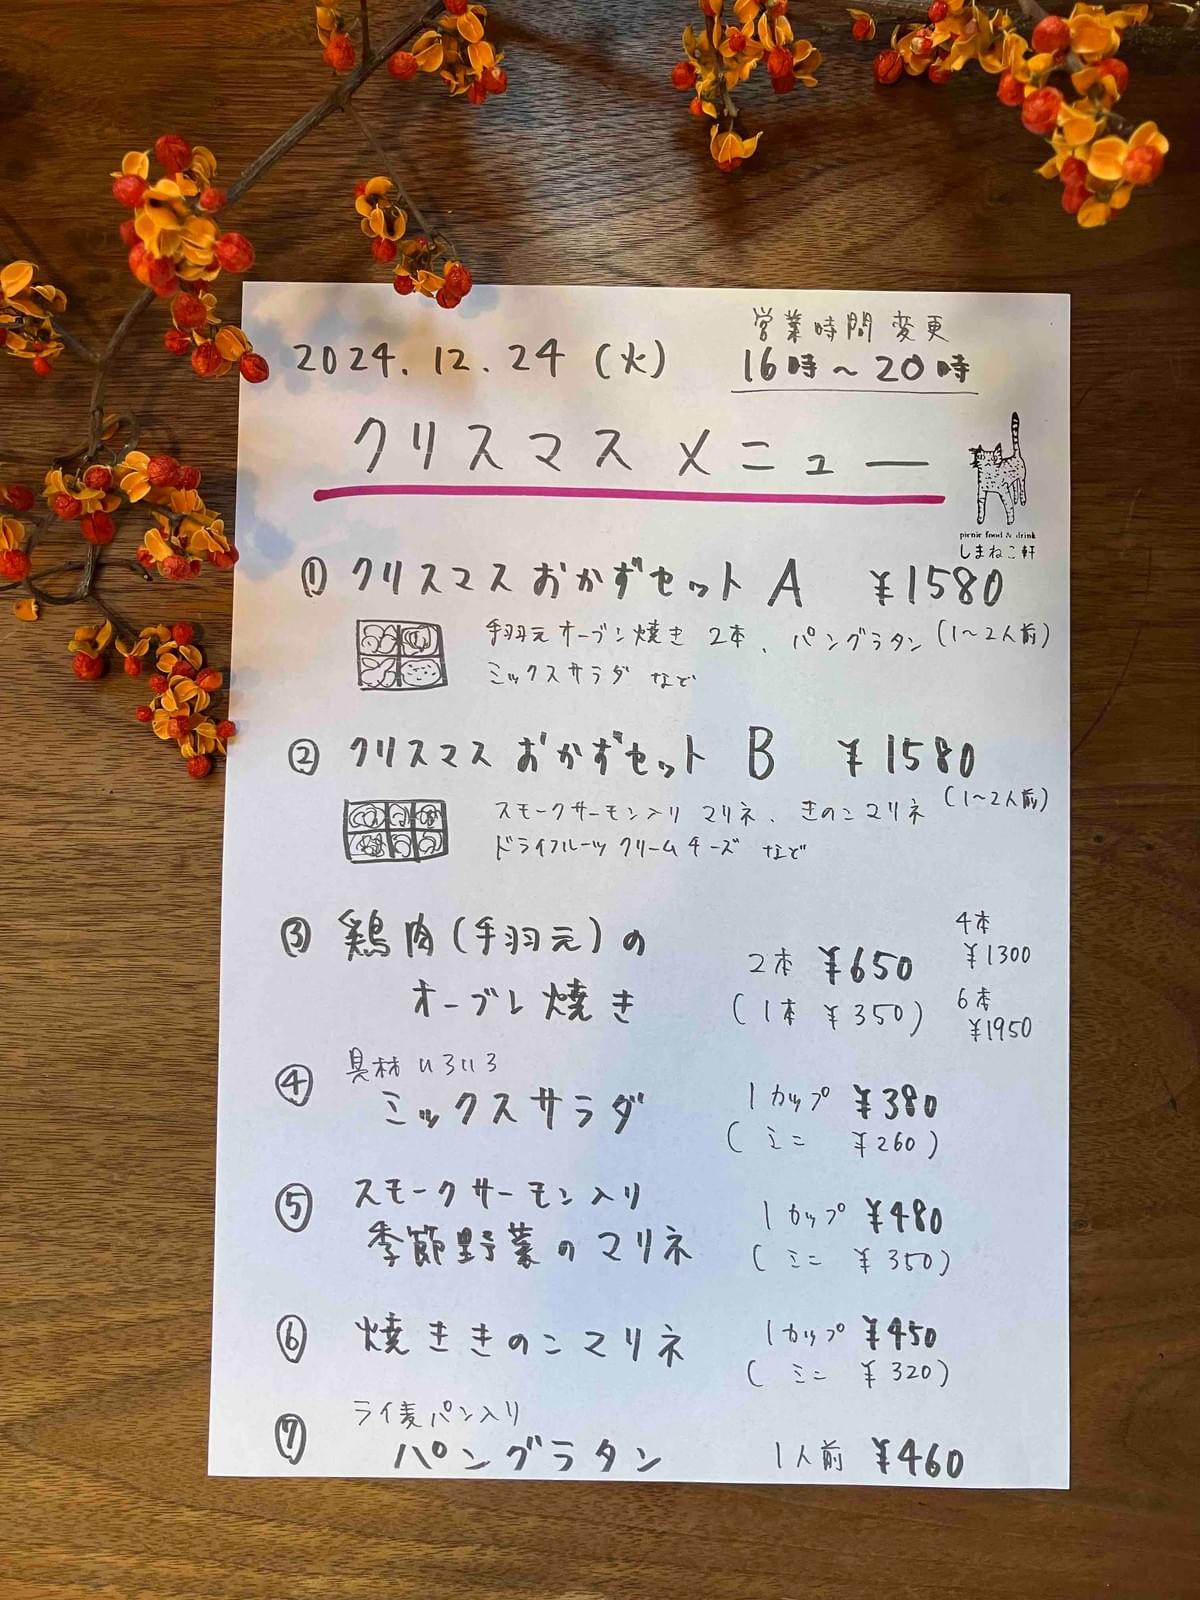 営業時間変更
2024.12.24(火) 16時～20時
クリスマスメニュー
picnic food & drink
しまねこ軒
① クリスマスおかずセット A ¥1580
手羽元オーブン焼き 2本、パングラタン (1～2人前)
ミックスサラダ など
② クリスマスおかずセット B ¥1580
(1～2人前)
スモークサーモン入りマリネ、きのこマリネ
ドライフルーツクリームチーズ など
③ 鶏肉(手羽元)の
オーブン焼き
2本 ¥650
(1本 ¥350)
4本
¥1300
6本
¥1950
④ 具材いろいろ
ミックスサラダ
1カップ ¥380
(ミニ ¥260)
⑤ スモークサーモン入り
季節野菜のマリネ
1カップ ¥480
(ミニ ¥350)
⑥ 焼ききのこマリネ
1カップ ¥450
(ミニ ¥320)
⑦ ライ麦パン入り
パングラタン 1人前 ¥460